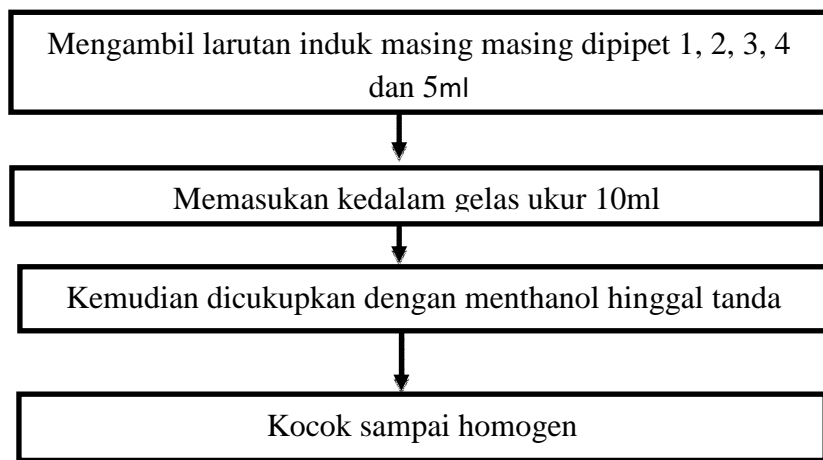 Mengambil larutan induk masing masing dipipet 1, 2, 3, 4
dan 5ml
Memasukan kedalam gelas ukur 10ml
Kemudian dicukupkan dengan menthanol hinggal tanda
Kocok sampai homogen